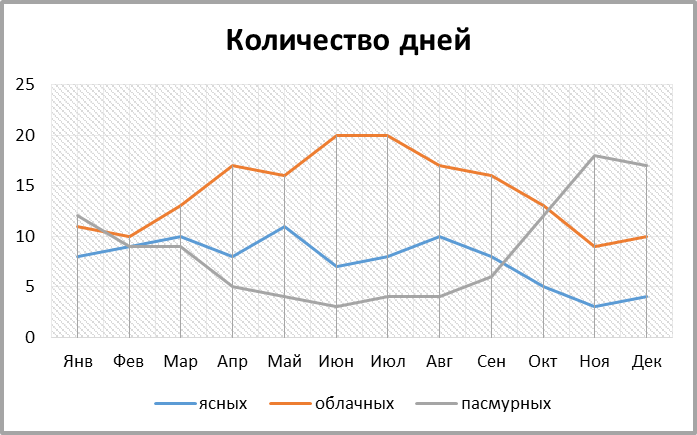 Количество дней
25
20
15
10
5
0
Янв Фев Мар Апр Май Июн Июл Авг Сен Окт Ноя Дек
ясных облачных пасмурных